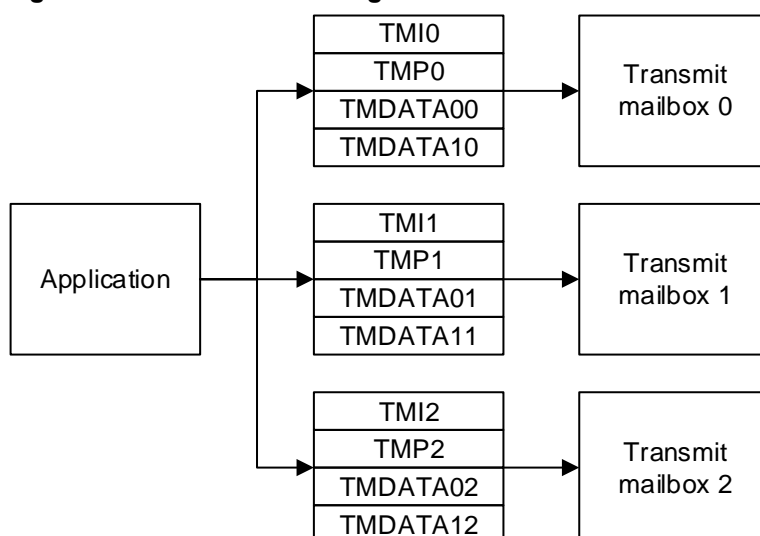 TMI0
TMP0
TMDATA00
TMDATA10
Transmit
mailbox 0
Application
TMI1
TMP1
TMDATA01
TMDATA11
Transmit
mailbox 1
TMI2
TMP2
TMDATA02
TMDATA12
Transmit
mailbox 2